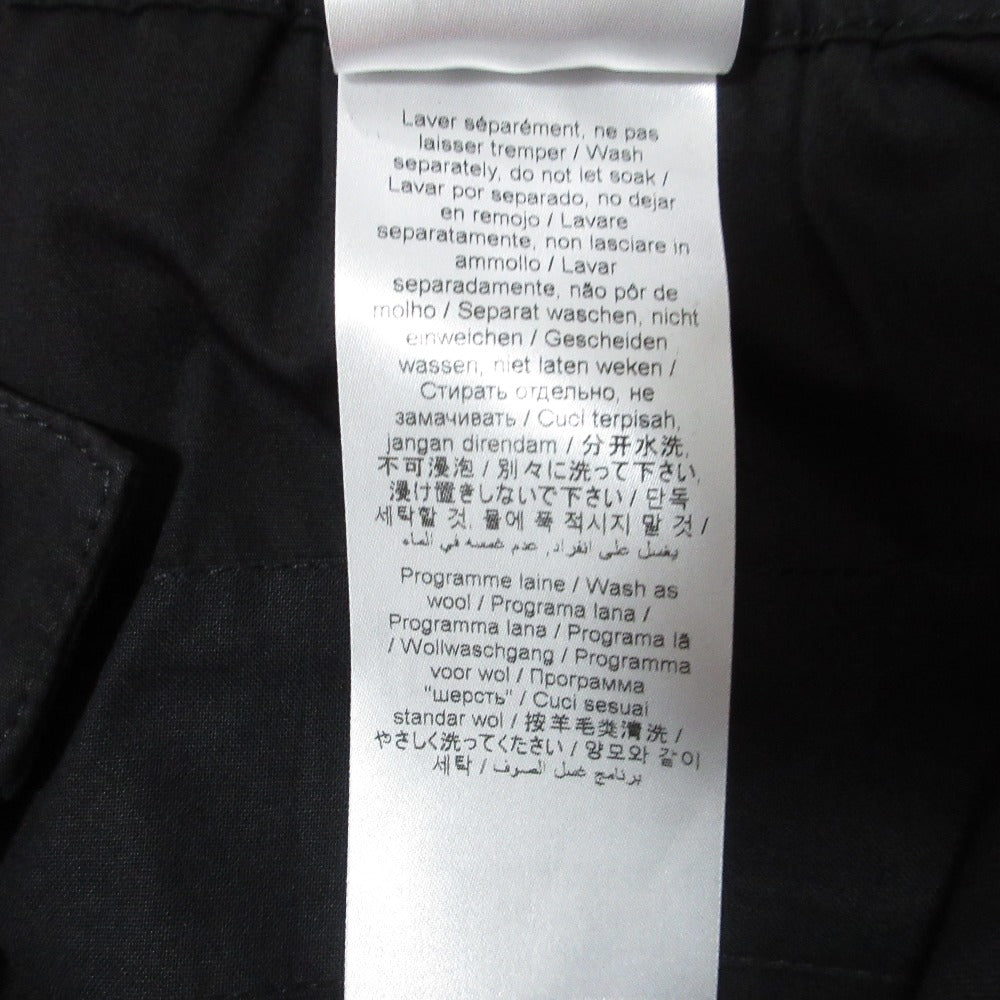 Laver séparément, ne pas
laisser tremper / Wash
separately, do not let soak /
Lavar por separado, no dejar
en remojo / Lavare
separatamente, non lasciare in
ammollo / Lavar
separadamente, não pôr de
molho / Separat waschen, nicht
einweichen / Gescheiden
wassen, niet laten weken /
Стирать отдельно, не
замачивать / Cuci terpisah,
jangan direndam / 分开水洗,
不可浸泡 / 別々に洗って下さい,
浸け置きしないで下さい / 단독
세탁할 것, 물에 푹 적시지 말 것 /
يغسل على انفراد, عدم غمسه في الماء
Programme laine / Wash as
wool / Programa lana /
Programma lana / Programa lã
/ Wollwaschgang / Programma
voor wol / Программа
"шерсть" / Cuci sesuai
standar wol / 按羊毛类清洗 /
やさしく洗ってください / 양모와 같이
세탁 / برنامج غسل الصوف